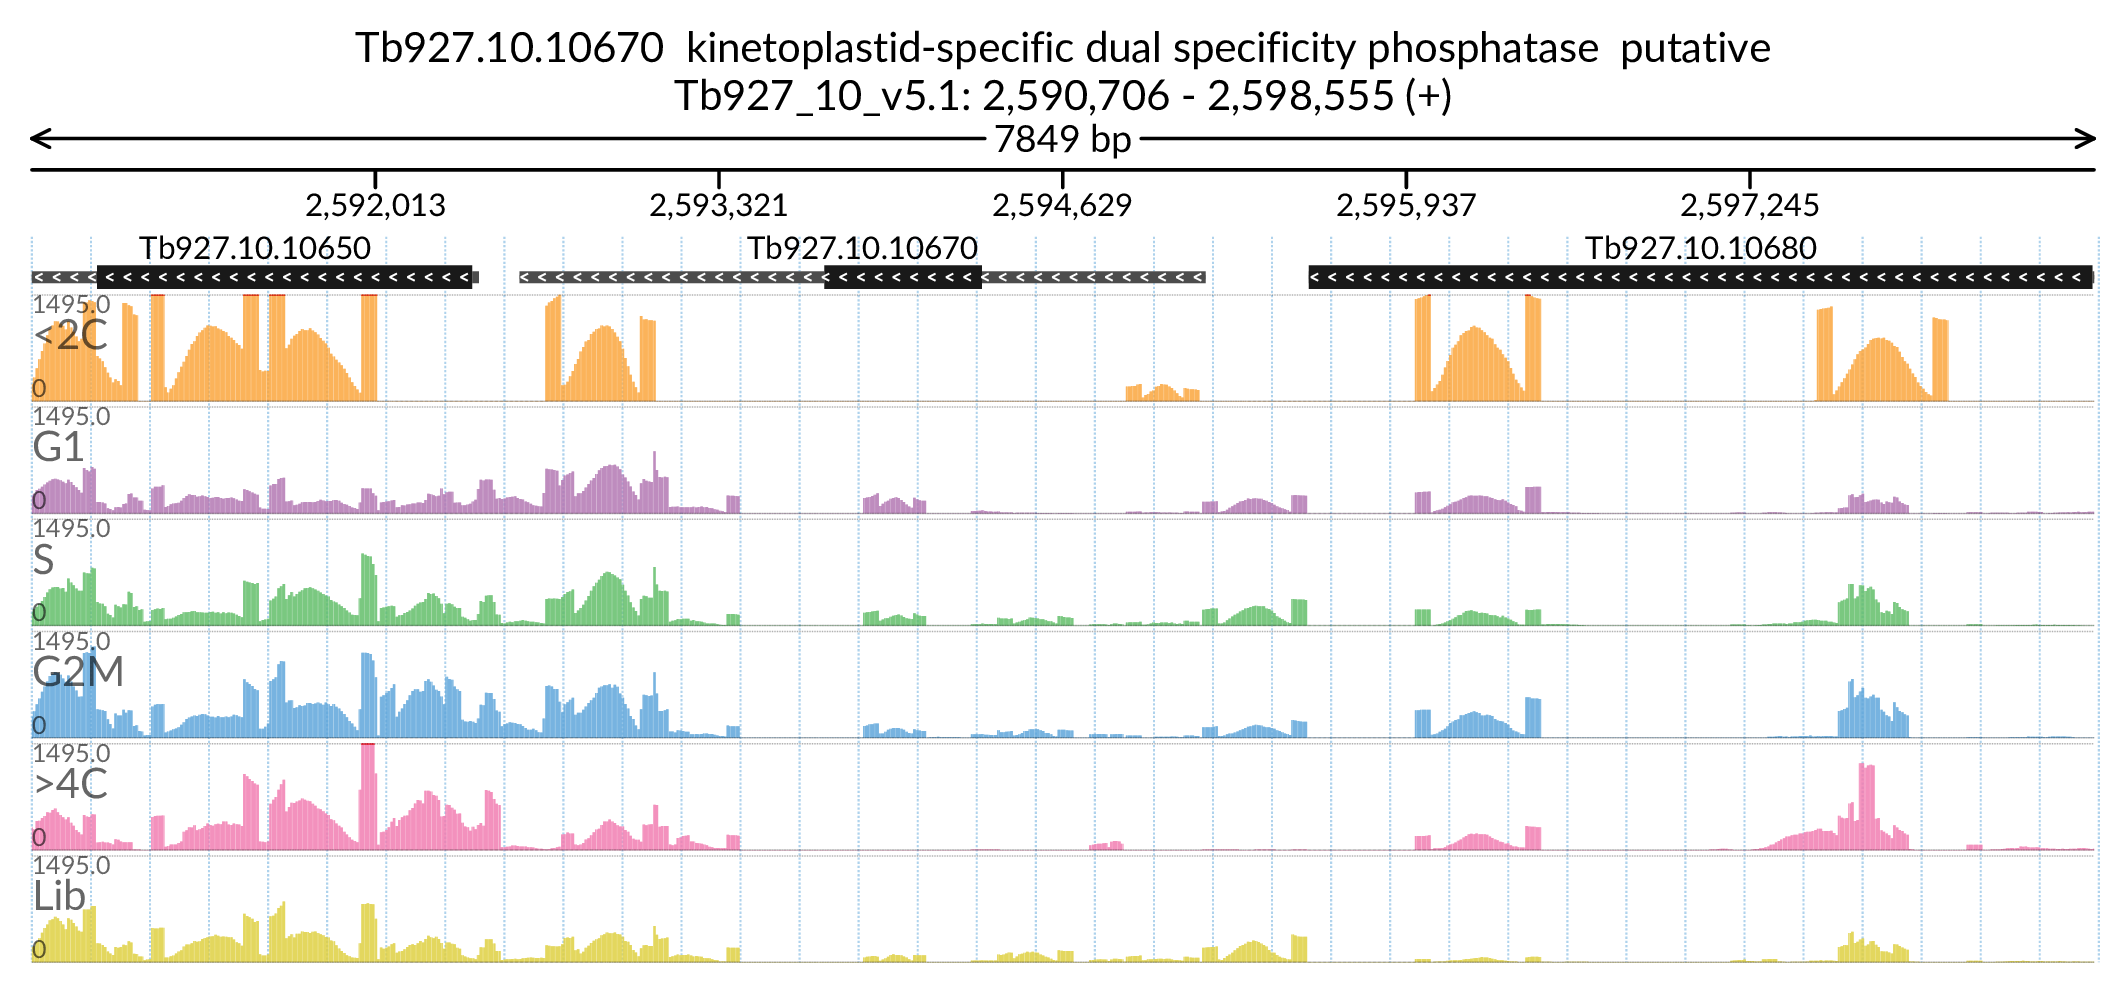 Tb927.10.10670  kinetoplastid-specific dual specificity phosphatase  putative
Tb927_10_v5.1: 2,590,706 - 2,598,555 (+)
7849 bp
2,592,013 2,593,321 2,594,629 2,595,937 2,597,245
Tb927.10.10650 Tb927.10.10670 Tb927.10.10680
1495.0
<2C
0
1495.0
G1
0
1495.0
S
0
1495.0
G2M
0
1495.0
>4C
0
1495.0
Lib
0